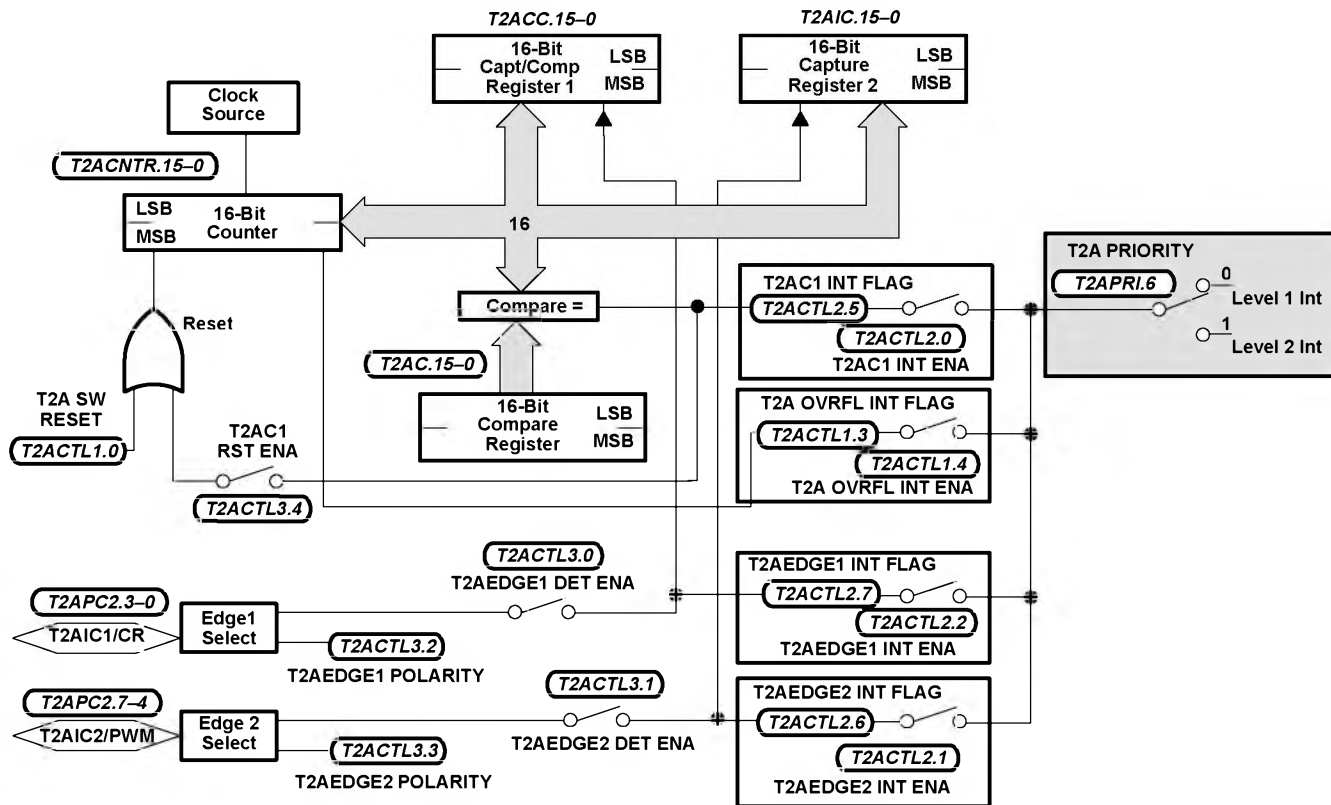 T2ACC.15–0
T2AIC.15–0
16-Bit
Capt/Comp
Register 1
LSB
MSB
16-Bit
Capture
Register 2
LSB
MSB
Clock
Source
T2ACNTR.15–0
LSB
MSB
16-Bit
Counter
16
Reset
Compare =
T2AC.15–0
16-Bit
Compare
Register
LSB
MSB
T2A SW
RESET
T2ACTL1.0
T2AC1
RST ENA
T2ACTL3.4
T2AC1 INT FLAG
T2ACTL2.5
T2ACTL2.0
T2AC1 INT ENA
T2A PRIORITY
T2APRI.6
0
Level 1 Int
1
Level 2 Int
T2A OVRFL INT FLAG
T2ACTL1.3
T2ACTL1.4
T2A OVRFL INT ENA
T2ACTL3.0
T2AEDGE1 DET ENA
T2APC2.3–0
T2AIC1/CR
Edge1
Select
T2ACTL3.2
T2AEDGE1 POLARITY
T2AEDGE1 INT FLAG
T2ACTL2.7
T2ACTL2.2
T2AEDGE1 INT ENA
T2ACTL3.1
T2AEDGE2 DET ENA
T2APC2.7–4
T2AIC2/PWM
Edge 2
Select
T2ACTL3.3
T2AEDGE2 POLARITY
T2AEDGE2 INT FLAG
T2ACTL2.6
T2ACTL2.1
T2AEDGE2 INT ENA